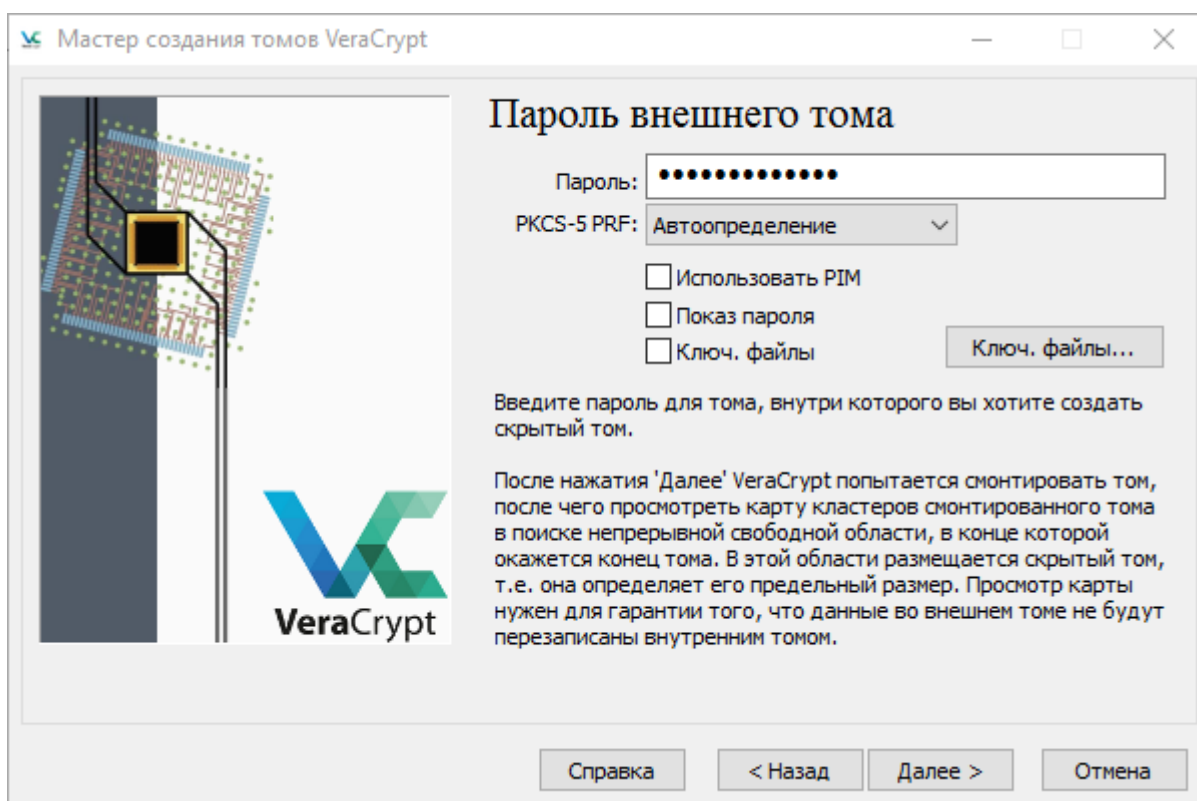 Мастер создания томов VeraCrypt
Пароль внешнего тома
Пароль: •••••••••••••
PKCS-5 PRF: Автоопределение
Использовать PIM
Показ пароля
Ключ. файлы
Ключ. файлы...
Введите пароль для тома, внутри которого вы хотите создать
скрытый том.
После нажатия 'Далее' VeraCrypt попытается смонтировать том,
после чего просмотреть карту кластеров смонтированного тома
в поиске непрерывной свободной области, в конце которой
окажется конец тома. В этой области размещается скрытый том,
т.е. она определяет его предельный размер. Просмотр карты
нужен для гарантии того, что данные во внешнем томе не будут
перезаписаны внутренним томом.
VeraCrypt
Справка
< Назад
Далее >
Отмена